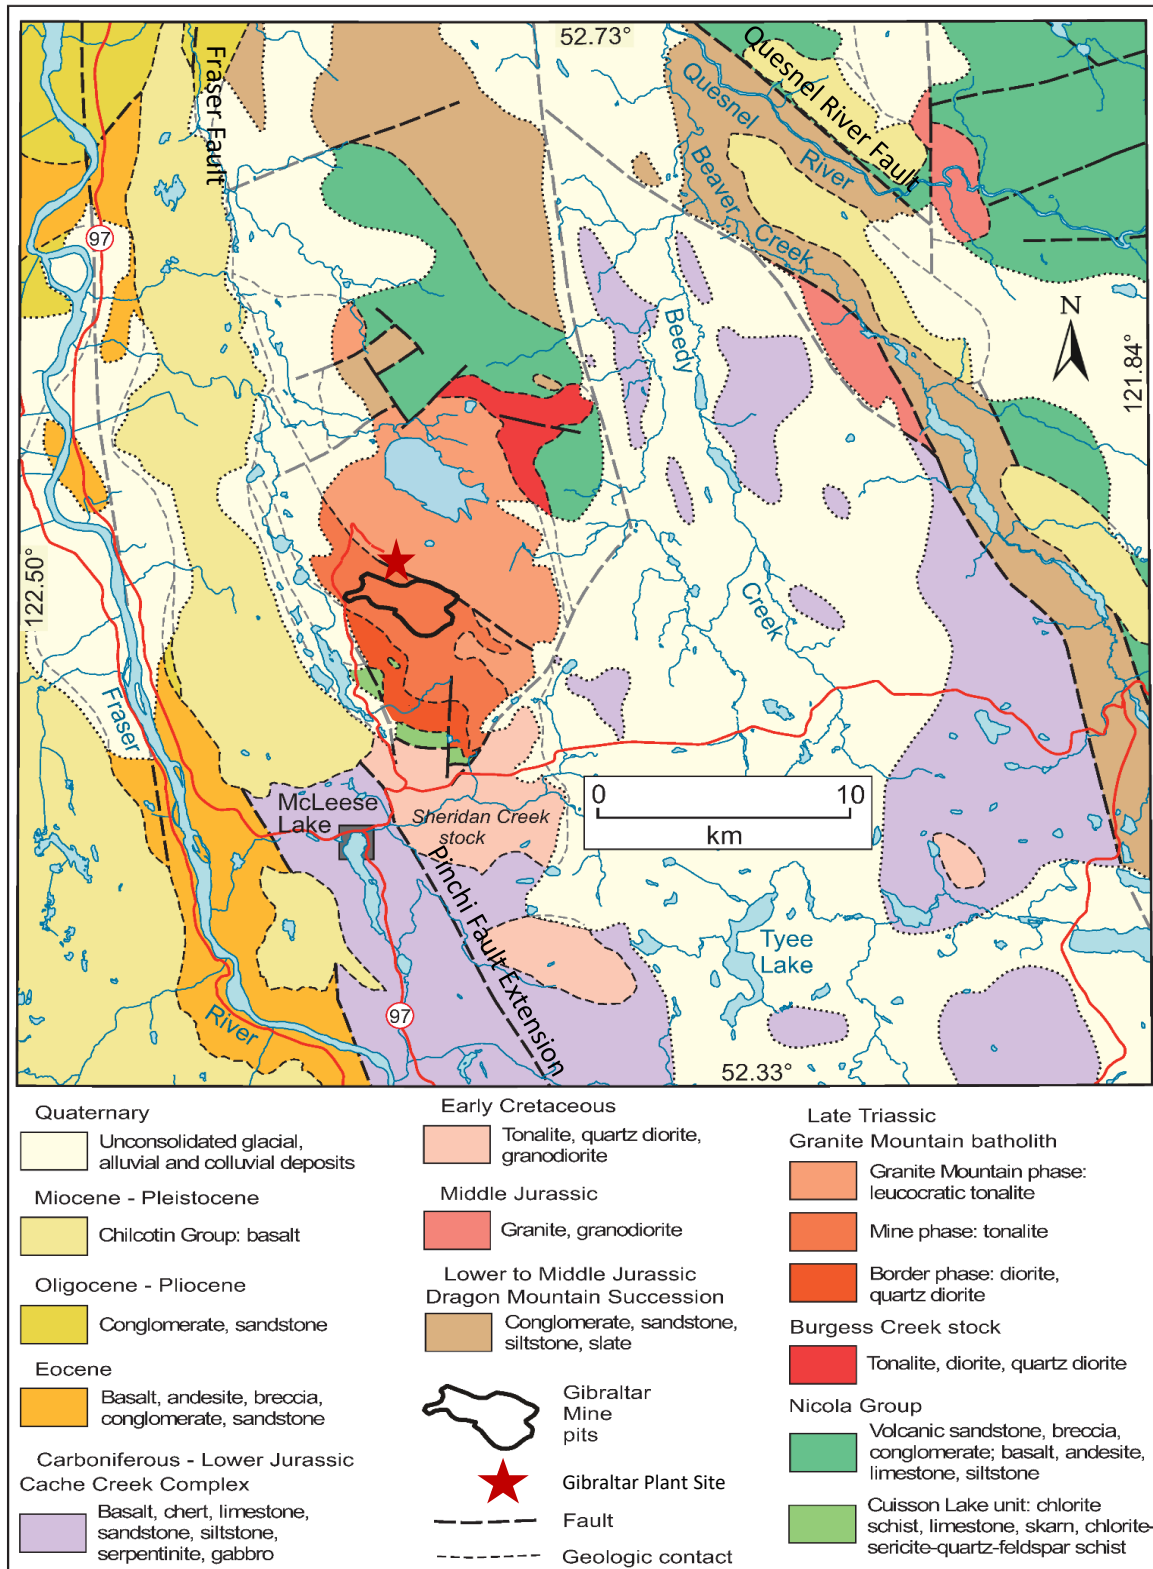 52.73°
Fraser Fault
Quesnel River Fault
Quesnel
River
Beaver
Creek
97
Beedy
Creek
N
121.84°
122.50°
Fraser
River
McLeese
Lake
Sheridan Creek
stock
0
10
km
Pinchi Fault Extension
Tyee
Lake
97
52.33°
Quaternary
Unconsolidated glacial,
alluvial and colluvial deposits
Miocene - Pleistocene
Chilcotin Group: basalt
Oligocene - Pliocene
Conglomerate, sandstone
Eocene
Basalt, andesite, breccia,
conglomerate, sandstone
Carboniferous - Lower Jurassic
Cache Creek Complex
Basalt, chert, limestone,
sandstone, siltstone,
serpentinite, gabbro
Early Cretaceous
Tonalite, quartz diorite,
granodiorite
Middle Jurassic
Granite, granodiorite
Lower to Middle Jurassic
Dragon Mountain Succession
Conglomerate, sandstone,
siltstone, slate
Gibraltar
Mine
pits
Gibraltar Plant Site
Fault
Geologic contact
Late Triassic
Granite Mountain batholith
Granite Mountain phase:
leucocratic tonalite
Mine phase: tonalite
Border phase: diorite,
quartz diorite
Burgess Creek stock
Tonalite, diorite, quartz diorite
Nicola Group
Volcanic sandstone, breccia,
conglomerate; basalt, andesite,
limestone, siltstone
Cuisson Lake unit: chlorite
schist, limestone, skarn, chlorite-
sericite-quartz-feldspar schist